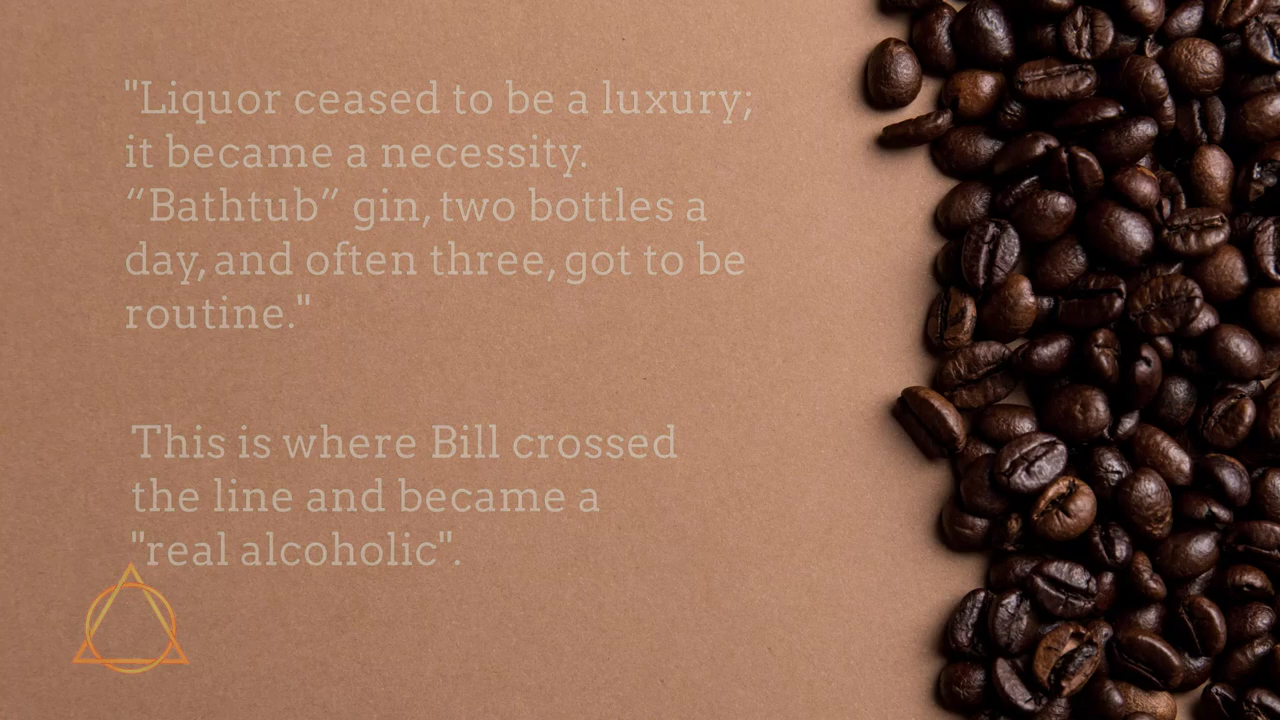 "Liquor ceased to be a luxury;
it became a necessity.
“Bathtub” gin, two bottles a
day, and often three, got to be
routine."
This is where Bill crossed
the line and became a
"real alcoholic".